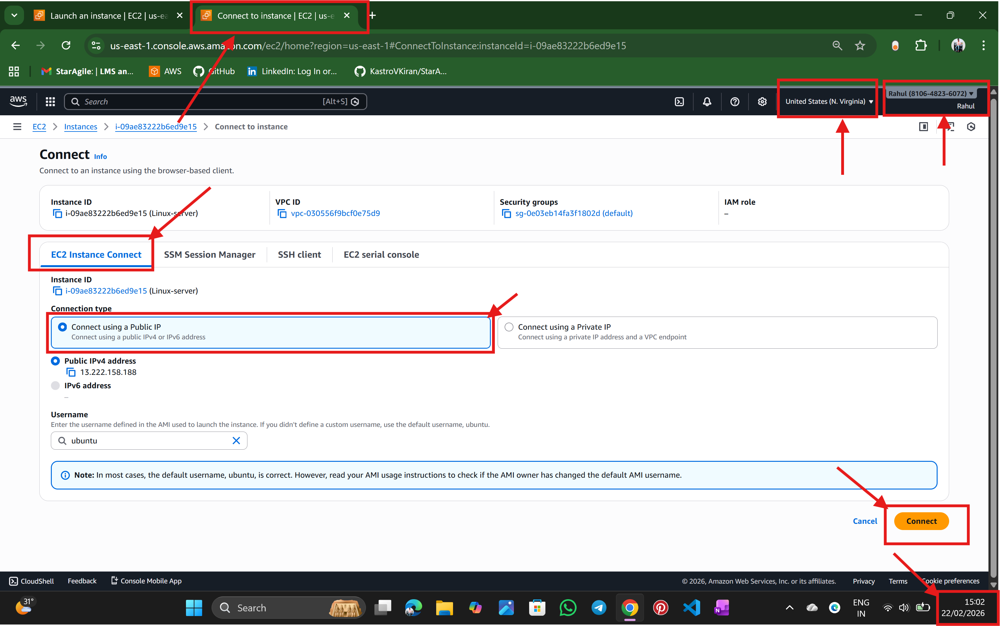 Launch an instance | EC2 | us-ea
Connect to instance | EC2 | us-e
us-east-1.console.aws.amazon.com/ec2/home?region=us-east-1#ConnectToInstance:instanceId=i-09ae83222b6ed9e15
StarAgile: | LMS an...
AWS
GitHub
LinkedIn: Log In or...
KastroVKiran/StarA...
aws
Search
[Alt+S]
United States (N. Virginia)
Rahul (8106-4823-6072)
Rahul
EC2
Instances
i-09ae83222b6ed9e15
Connect to instance
Connect Info
Connect to an instance using the browser-based client.
Instance ID
i-09ae83222b6ed9e15 (Linux-server)
VPC ID
vpc-030556f9bcf0e75d9
Security groups
sg-0e03eb14fa3f1802d (default)
IAM role
–
EC2 Instance Connect
SSM Session Manager
SSH client
EC2 serial console
Instance ID
i-09ae83222b6ed9e15 (Linux-server)
Connection type
Connect using a Public IP
Connect using a public IPv4 or IPv6 address
Connect using a Private IP
Connect using a private IP address and a VPC endpoint
Public IPv4 address
13.222.158.188
IPv6 address
–
Username
Enter the username defined in the AMI used to launch the instance. If you didn't define a custom username, use the default username, ubuntu.
ubuntu
Note: In most cases, the default username, ubuntu, is correct. However, read your AMI usage instructions to check if the AMI owner has changed the default AMI username.
Cancel
Connect
CloudShell
Feedback
Console Mobile App
© 2026, Amazon Web Services, Inc. or its affiliates.
Privacy
Terms
Cookie preferences
31°
Search
ENG
IN
15:02
22/02/2026